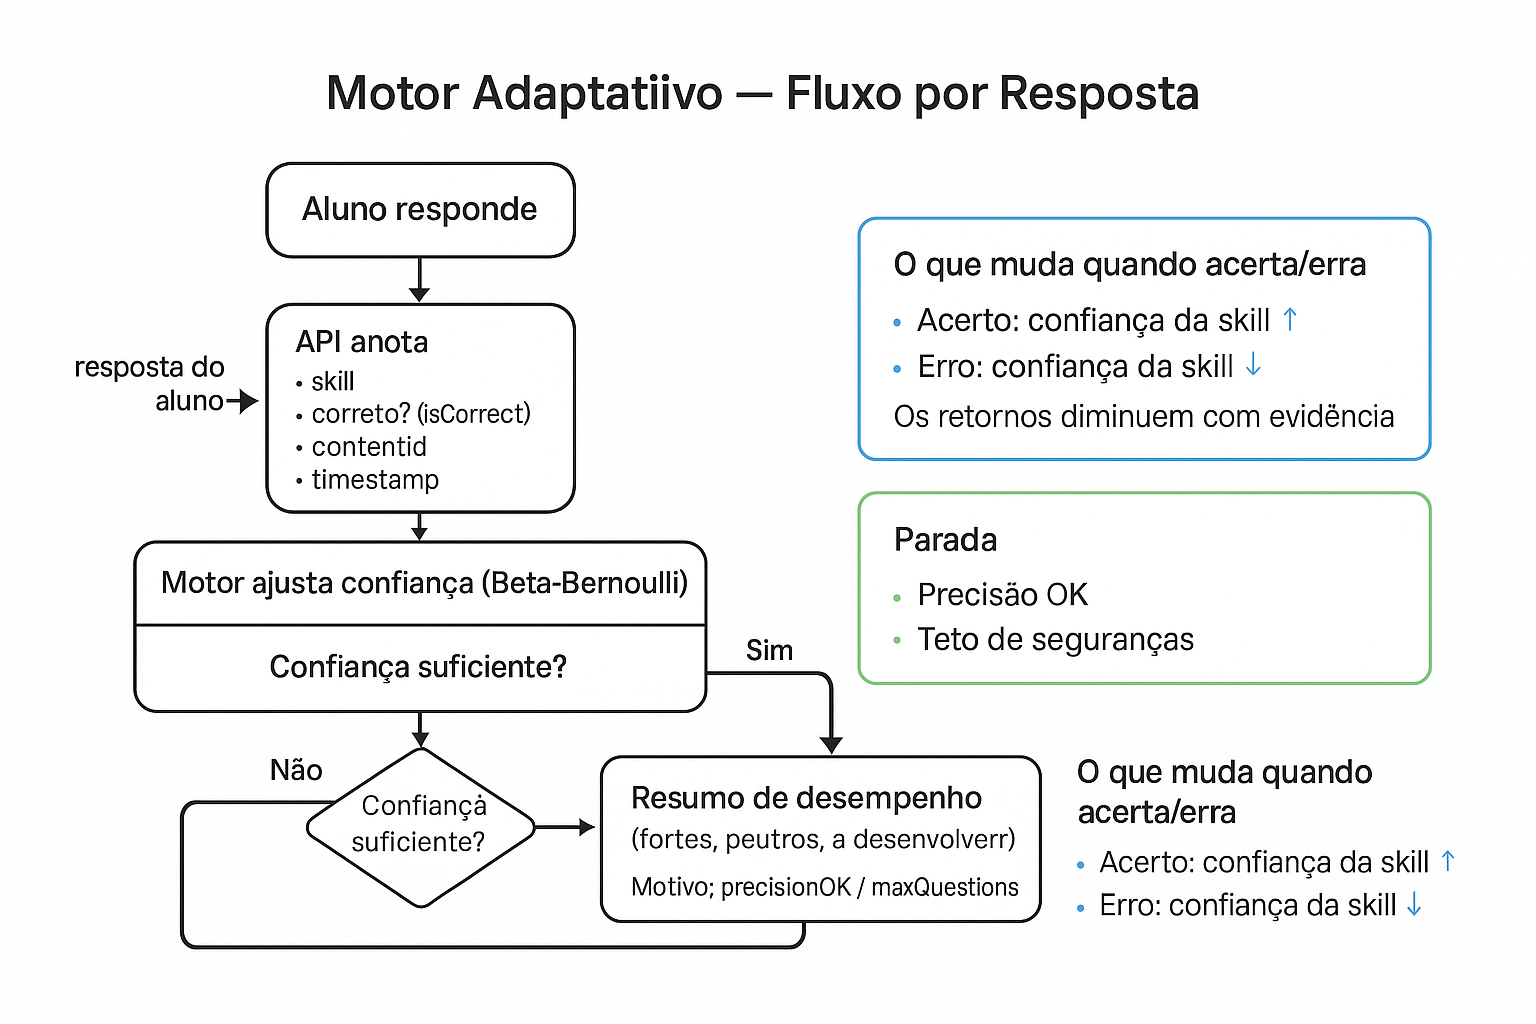 Motor Adaptatiivo — Fluxo por Resposta
Aluno responde
API anota
• skill
• correto? (isCorrect)
• contentid
• timestamp
resposta do
aluno
Motor ajusta confiança (Beta-Bernoulli)
Confiança suficiente?
Sim
Não
Confiançȧ
suficiente?
Resumo de desempenho
(fortes, peutros, a desenvolverr)
Motivo; precisionOK / maxQuestions
O que muda quando acerta/erra
• Acerto: confiança da skill ↑
• Erro: confiança da skill ↓
Os retornos diminuem com evidëncia
Parada
• Precisäo OK
• Teto de seguranças
O que muda quando
acerta/erra
• Acerto: confiança da skill ↑
• Erro: confiança da skill ↓